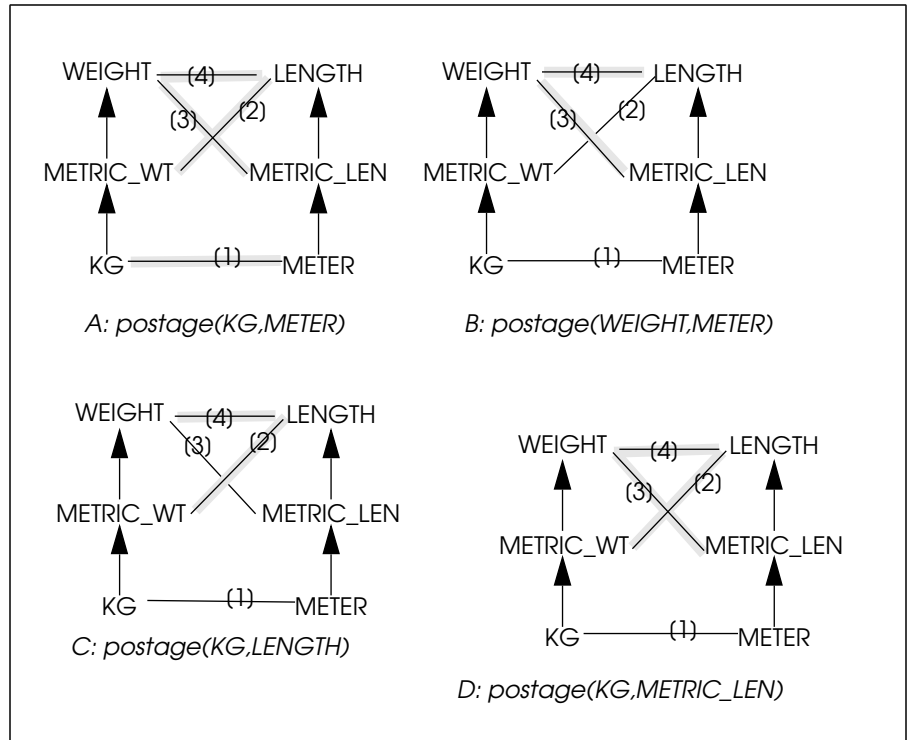 WEIGHT (4) LENGTH
(3) (2)
METRIC_WT METRIC_LEN
KG (1) METER
A: postage(KG,METER)
WEIGHT (4) LENGTH
(3) (2)
METRIC_WT METRIC_LEN
KG (1) METER
B: postage(WEIGHT,METER)
WEIGHT (4) LENGTH
(3) (2)
METRIC_WT METRIC_LEN
KG (1) METER
C: postage(KG,LENGTH)
WEIGHT (4) LENGTH
(3) (2)
METRIC_WT METRIC_LEN
KG (1) METER
D: postage(KG,METRIC_LEN)